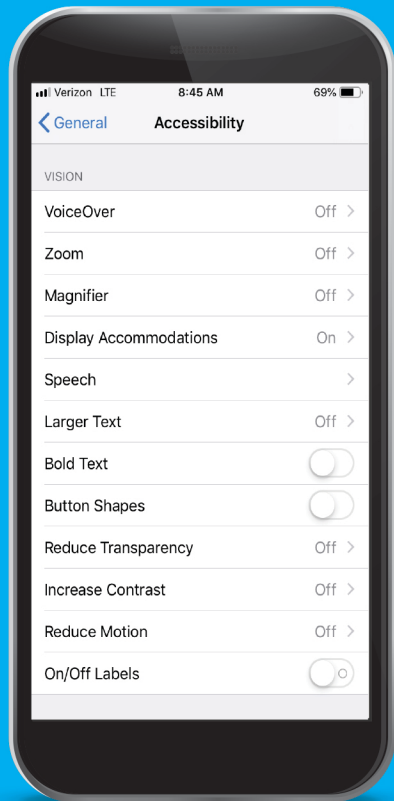 Verizon LTE 8:45 AM 69%
General Accessibility
VISION
VoiceOver Off
Zoom Off
Magnifier Off
Display Accommodations On
Speech
Larger Text Off
Bold Text
Button Shapes
Reduce Transparency Off
Increase Contrast Off
Reduce Motion Off
On/Off Labels